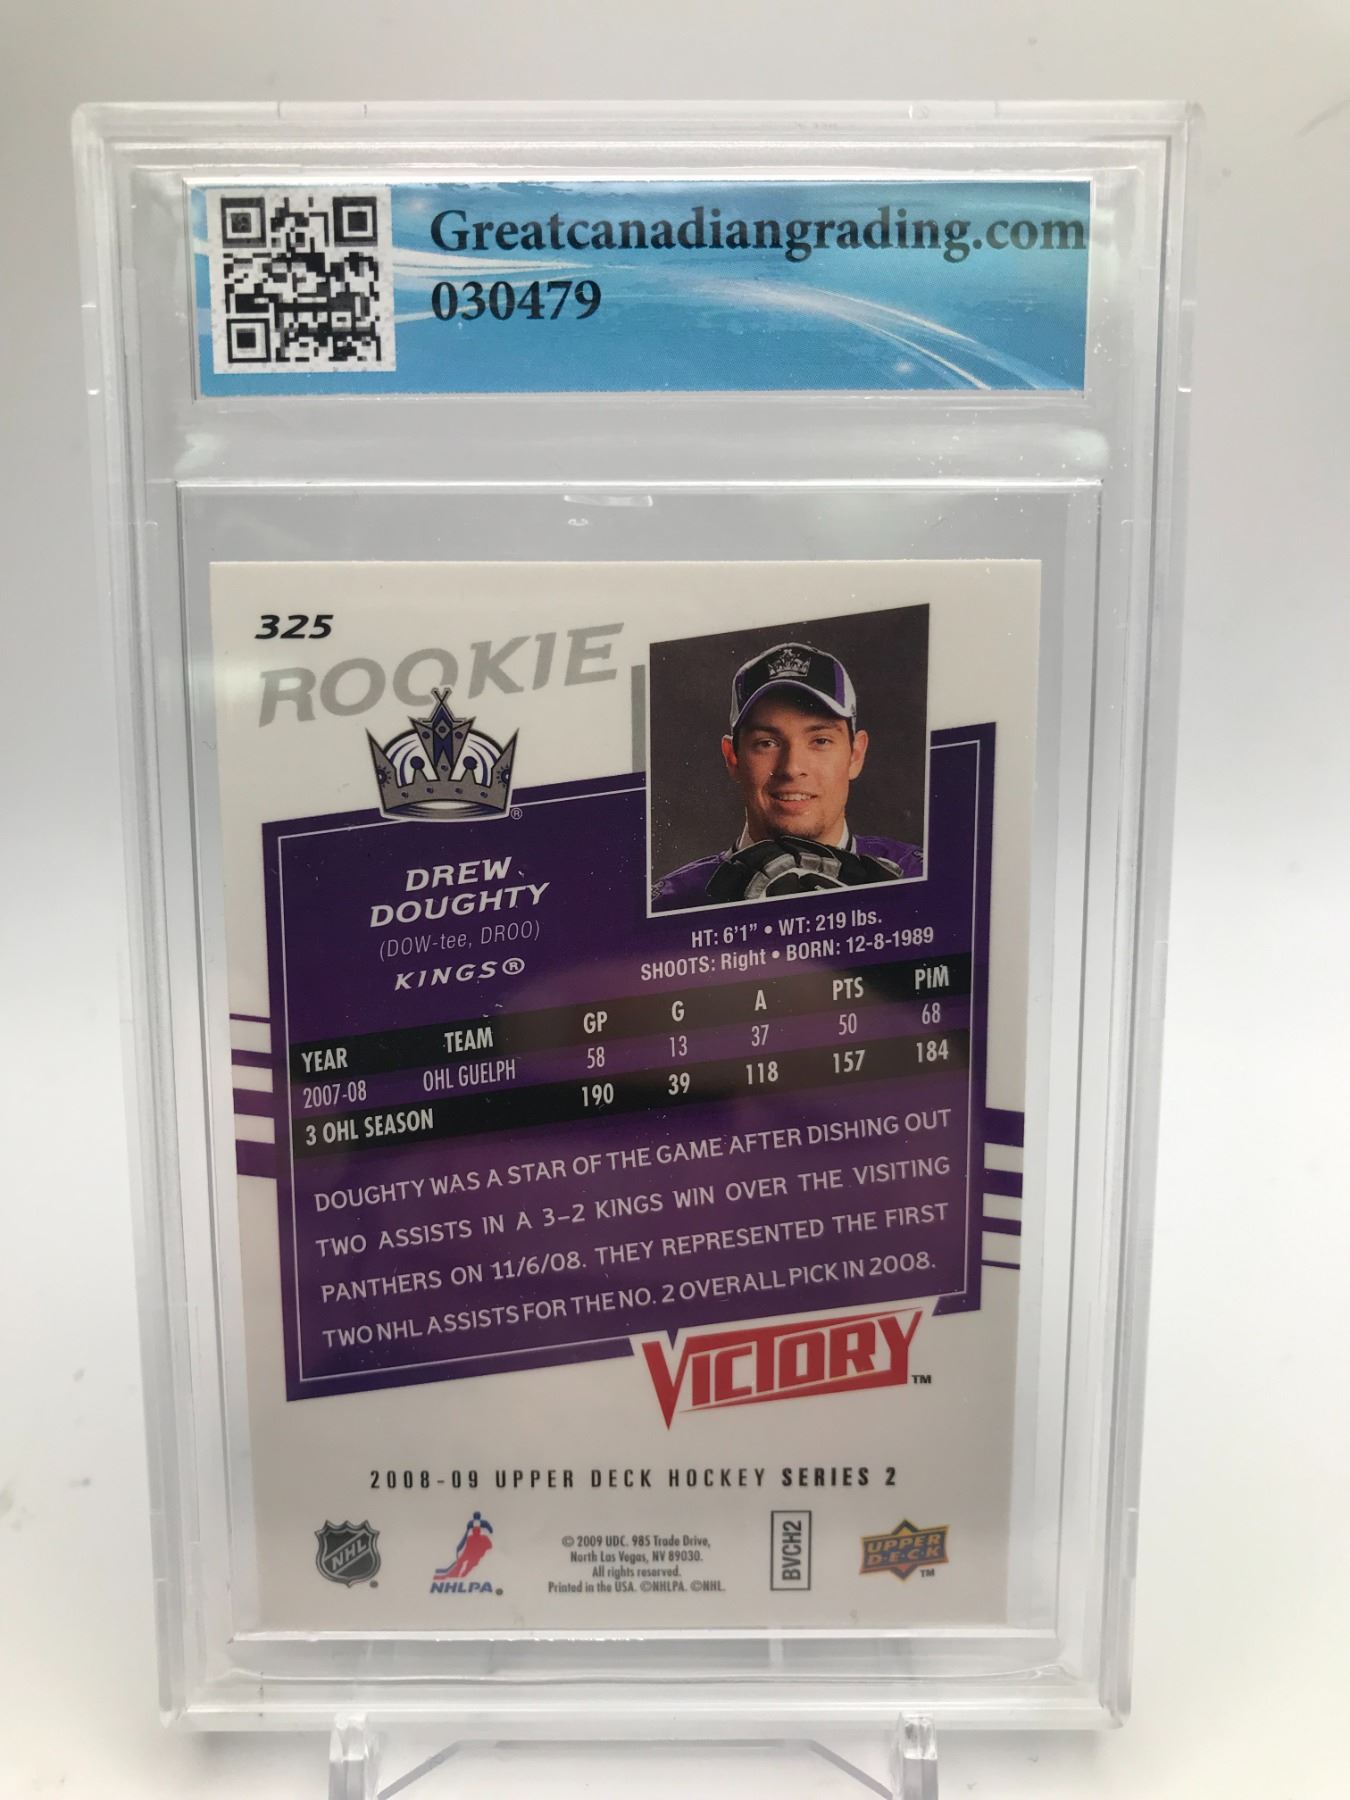 Greatcanadiangrading.com
030479
325
ROOKIE
DREW
DOUGHTY
(DOW-tee, DROO)
KINGS®
HT: 6'1" • WT: 219 lbs.
SHOOTS: Right • BORN: 12-8-1989
YEAR TEAM GP G A PTS PIM
2007-08 OHL GUELPH 58 13 37 50 68
3 OHL SEASON 190 39 118 157 184
DOUGHTY WAS A STAR OF THE GAME AFTER DISHING OUT
TWO ASSISTS IN A 3-2 KINGS WIN OVER THE VISITING
PANTHERS ON 11/6/08. THEY REPRESENTED THE FIRST
TWO NHL ASSISTS FOR THE NO. 2 OVERALL PICK IN 2008.
VICTORY™
2008-09 UPPER DECK HOCKEY SERIES 2
NHL
NHLPA
© 2009 UDC. 985 Trade Drive,
North Las Vegas, NV 89030.
All rights reserved.
Printed in the USA. ©NHLPA. ©NHL.
BVCH2
UPPER
D·E·C·K
™